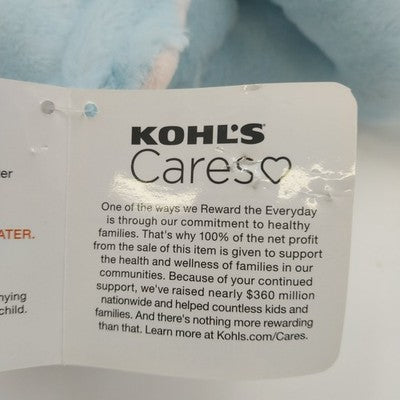 KOHL'S
Cares♡
One of the ways we Reward the Everyday
is through our commitment to healthy
families. That's why 100% of the net profit
from the sale of this item is given to support
the health and wellness of families in our
communities. Because of your continued
support, we've raised nearly $360 million
nationwide and helped countless kids and
families. And there's nothing more rewarding
than that. Learn more at Kohls.com/Cares.
ATER.
child.